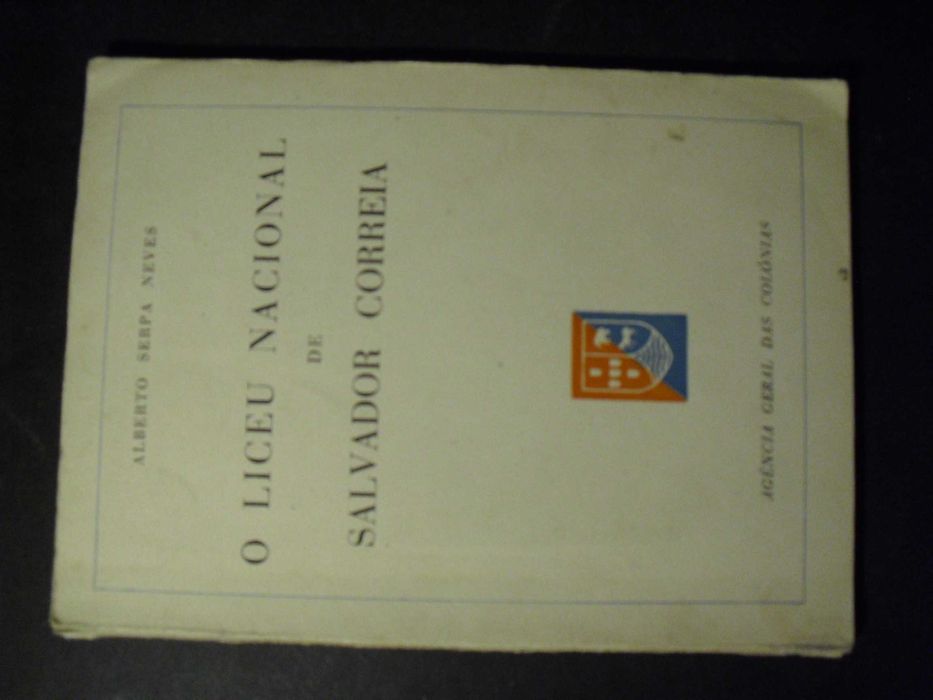 ALBERTO SERPA NEVES
O LICEU NACIONAL
DE
SALVADOR CORREIA
AGÊNCIA GERAL DAS COLÓNIAS